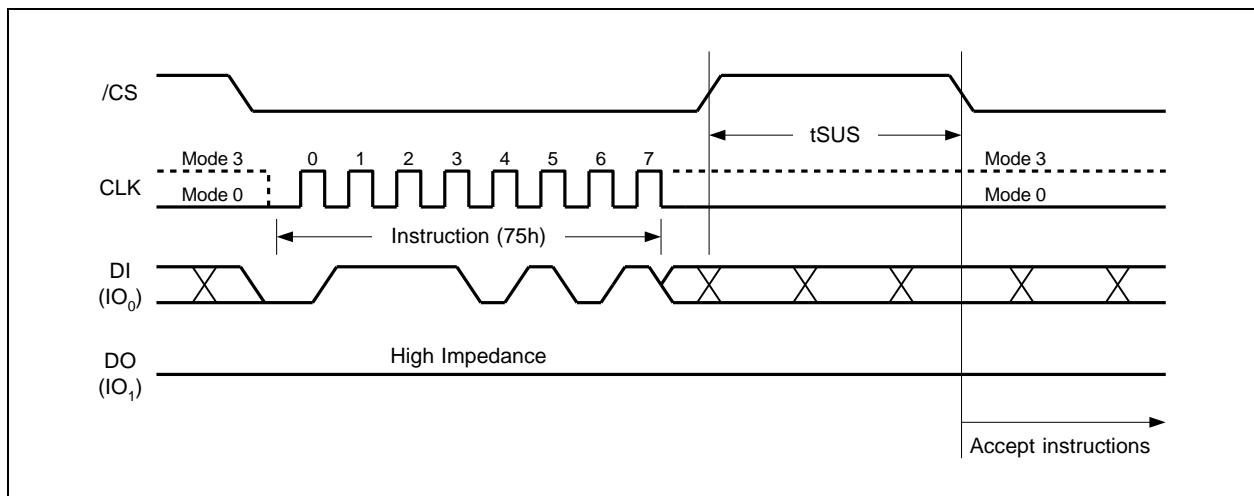 /CS
tSUS
Mode 3 0 1 2 3 4 5 6 7 Mode 3
CLK
Mode 0 Mode 0
Instruction (75h)
DI
(IO0)
High Impedance
DO
(IO1)
Accept instructions